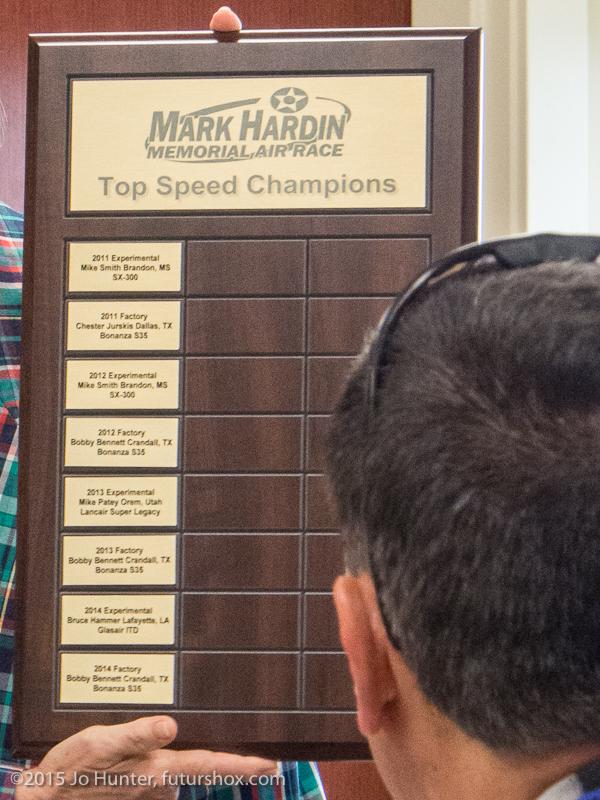 MARK HARDIN
MEMORIAL AIR RACE
Top Speed Champions
2011 Experimental
Mike Smith Brandon, MS
SX-300
2011 Factory
Chester Jurskis Dallas, TX
Bonanza S35
2012 Experimental
Mike Smith Brandon, MS
SX-300
2012 Factory
Bobby Bennett Crandall, TX
Bonanza S35
2013 Experimental
Mike Patey Orem, Utah
Lancair Super Legacy
2013 Factory
Bobby Bennett Crandall, TX
Bonanza S35
2014 Experimental
Bruce Hammer Lafayette, LA
Glasair ITD
2014 Factory
Bobby Bennett Crandall, TX
Bonanza S35
©2015 Jo Hunter, futurshox.com